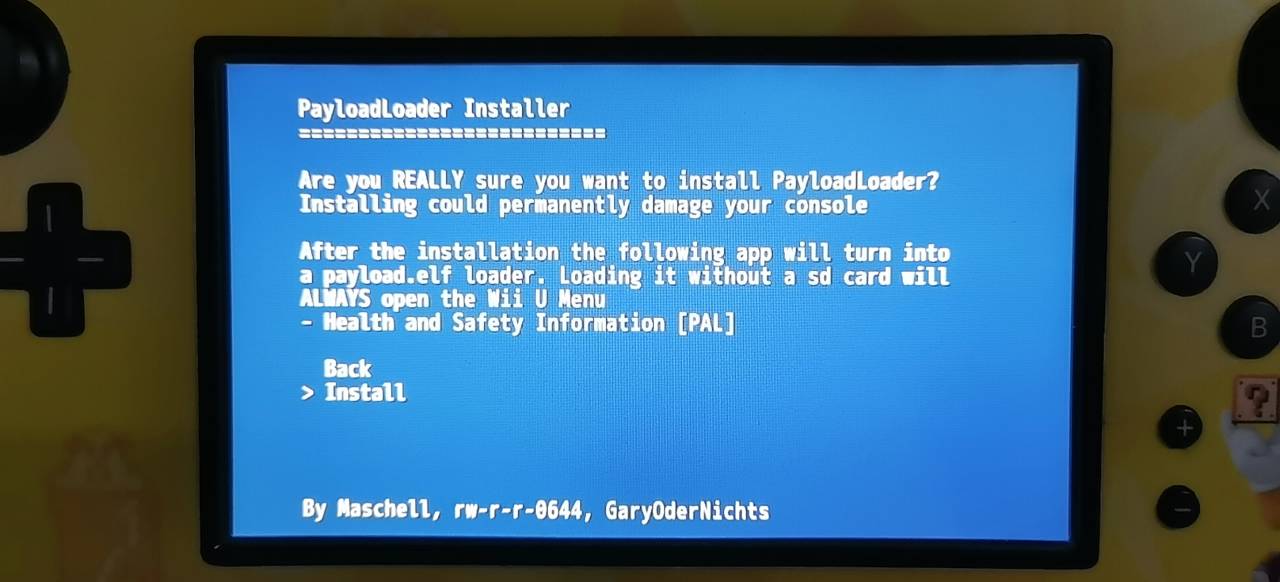 PayloadLoader Installer
===========================
Are you REALLY sure you want to install PayloadLoader?
Installing could permanently damage your console
After the installation the following app will turn into
a payload.elf loader. Loading it without a sd card will
ALWAYS open the Wii U Menu
- Health and Safety Information [PAL]
Back
> Install
By Maschell, rw-r-r-0644, GaryOderNichts
X
Y
B
?
+
-